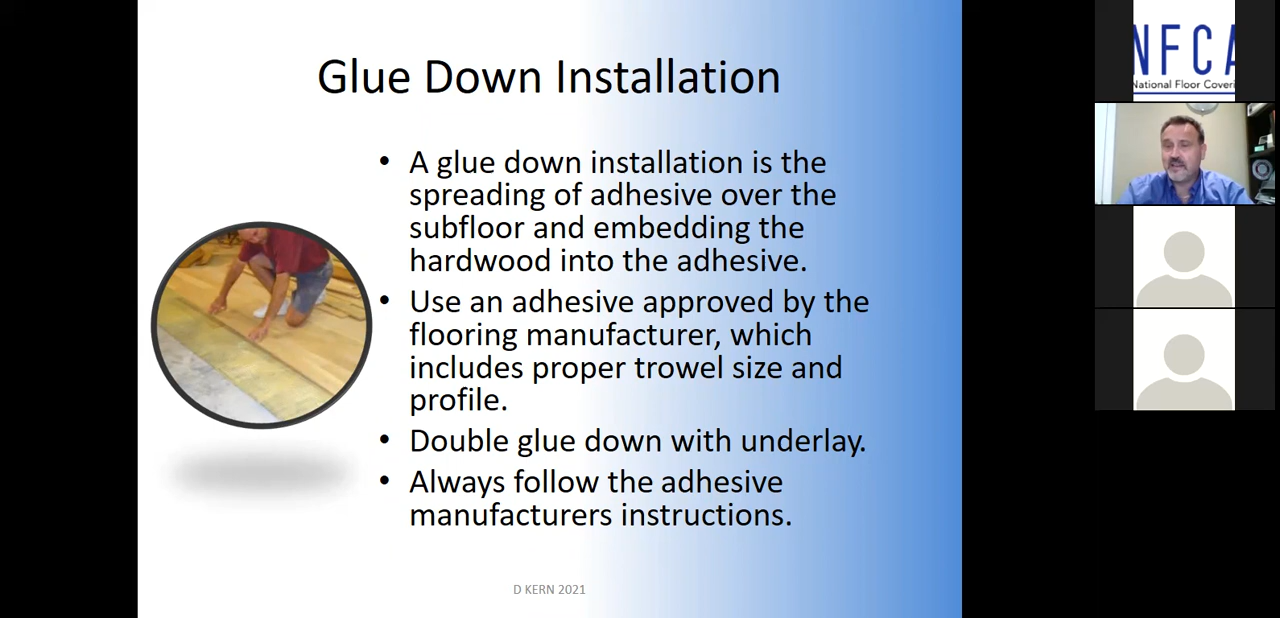 Glue Down Installation
• A glue down installation is the
spreading of adhesive over the
subfloor and embedding the
hardwood into the adhesive.
• Use an adhesive approved by the
flooring manufacturer, which
includes proper trowel size and
profile.
• Double glue down with underlay.
• Always follow the adhesive
manufacturers instructions.
D KERN 2021
NFCA
National Floor Coveri